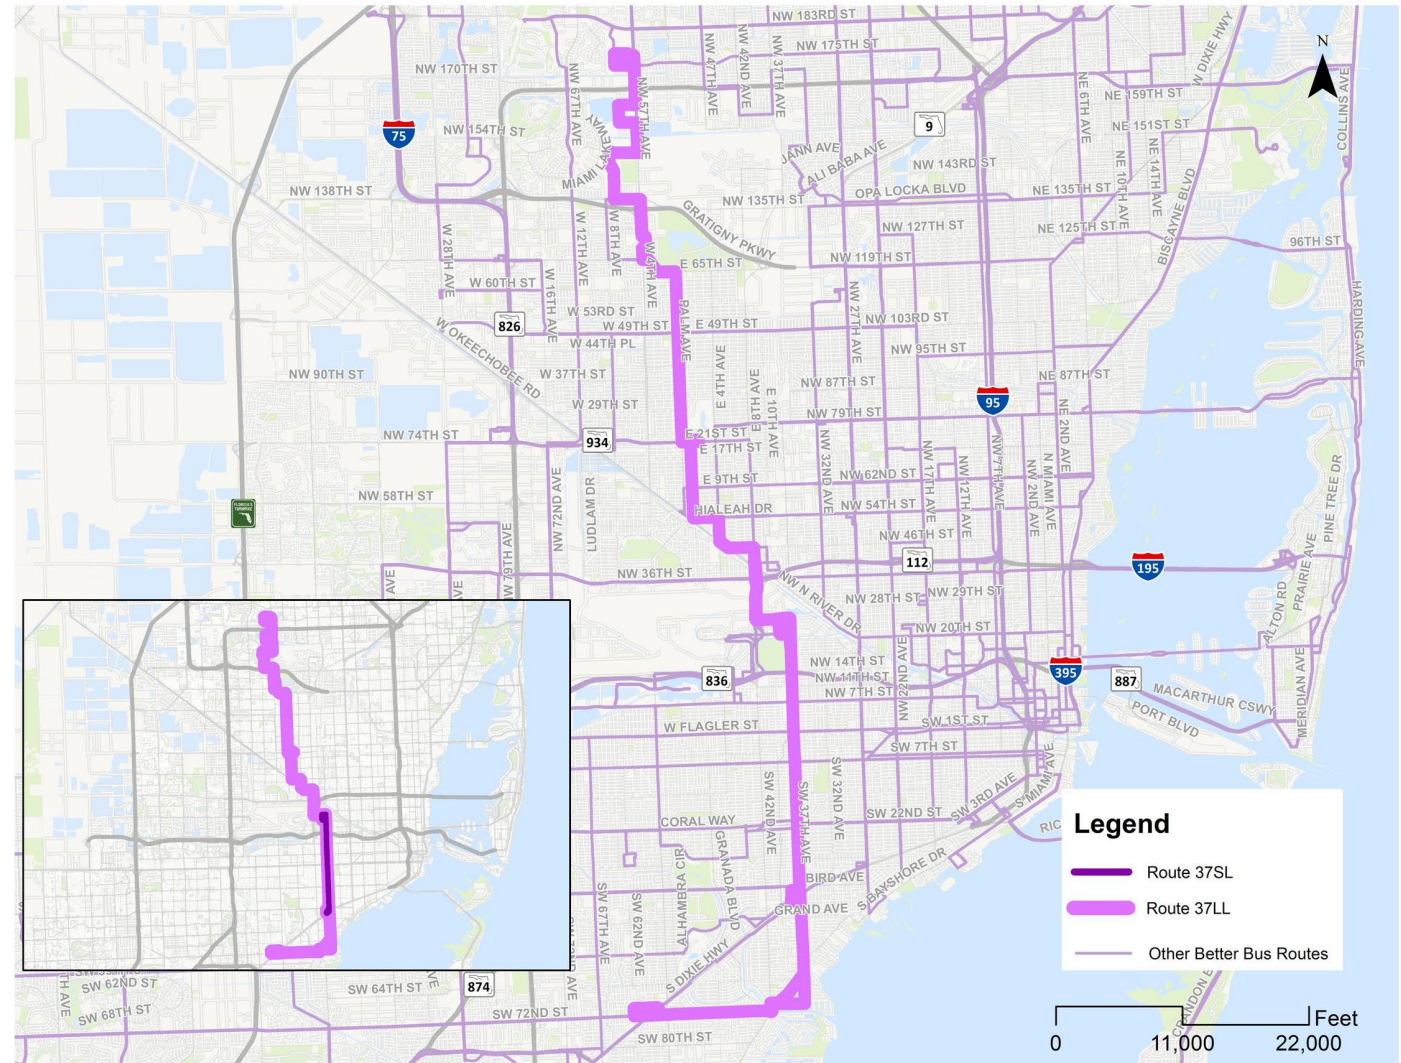 NW 183RD ST
NW 175TH ST
NW 170TH ST
NW 67TH AVE
NW 57TH AVE
NW 47TH AVE
NW 42ND AVE
NW 37TH AVE
W DIXIE HWY
N
NE 6TH AVE
NE 159TH ST
COLLINS AVE
75
NW 154TH ST
9
NE 151ST ST
MIAMI LAKEWAY
ALI BABA AVE
NW 143RD ST
NE 10TH AVE
NE 14TH AVE
NW 138TH ST
NW 135TH ST
OPA LOCKA BLVD
NE 135TH ST
BISCAYNE BLVD
GRATIGNY PKWY
NW 127TH ST
NE 125TH ST
W 28TH AVE
W 12TH AVE
W 8TH AVE
W 4TH AVE
96TH ST
E 65TH ST
NW 119TH ST
W 60TH ST
W 16TH AVE
HARDING AVE
W 53RD ST
PALM AVE
NW 27TH AVE
NW 103RD ST
826
W OKEECHOBEE RD
W 49TH ST
E 49TH ST
W 44TH PL
NW 95TH ST
NW 90TH ST
W 37TH ST
E 4TH AVE
E 8TH AVE
E 10TH AVE
NW 87TH ST
NE 87TH ST
W 29TH ST
95
NW 79TH ST
NE 2ND AVE
NW 74TH ST
934
E 21ST ST
E 17TH ST
NW 32ND AVE
NW 17TH AVE
NW 12TH AVE
NW 7TH AVE
NW 2ND AVE
N MIAMI AVE
PINE TREE DR
E 9TH ST
NW 62ND ST
NW 58TH ST
NW 72ND AVE
LUDLAM DR
HIALEAH DR
NW 54TH ST
FLORIDA'S
TURNPIKE
NW 79TH AVE
NW 46TH ST
112
195
AVE
AVE
NW 36TH ST
NW N RIVER DR
NW 28TH ST
NW 29TH ST
ALTON RD
PRAIRIE AVE
NW 20TH ST
NW 22ND AVE
NW 14TH ST
836
NW 11TH ST
NW 7TH ST
395
887
MACARTHUR CSWY
PORT BLVD
MERIDIAN AVE
W FLAGLER ST
SW 1ST ST
SW 7TH ST
SW 42ND AVE
SW 37TH AVE
SW 32ND AVE
SW 3RD AVE
S MIAMI AVE
CORAL WAY
SW 22ND ST
RIC
ALHAMBRA CIR
GRANADA BLVD
BIRD AVE
S BAYSHORE DR
SW 67TH AVE
SW 62ND AVE
GRAND AVE
S DIXIE HWY
SW 62ND ST
SW 64TH ST
874
SW 68TH ST
SW 72ND ST
SW 80TH ST
Legend
Route 37SL
Route 37LL
Other Better Bus Routes
Feet
0
11,000
22,000